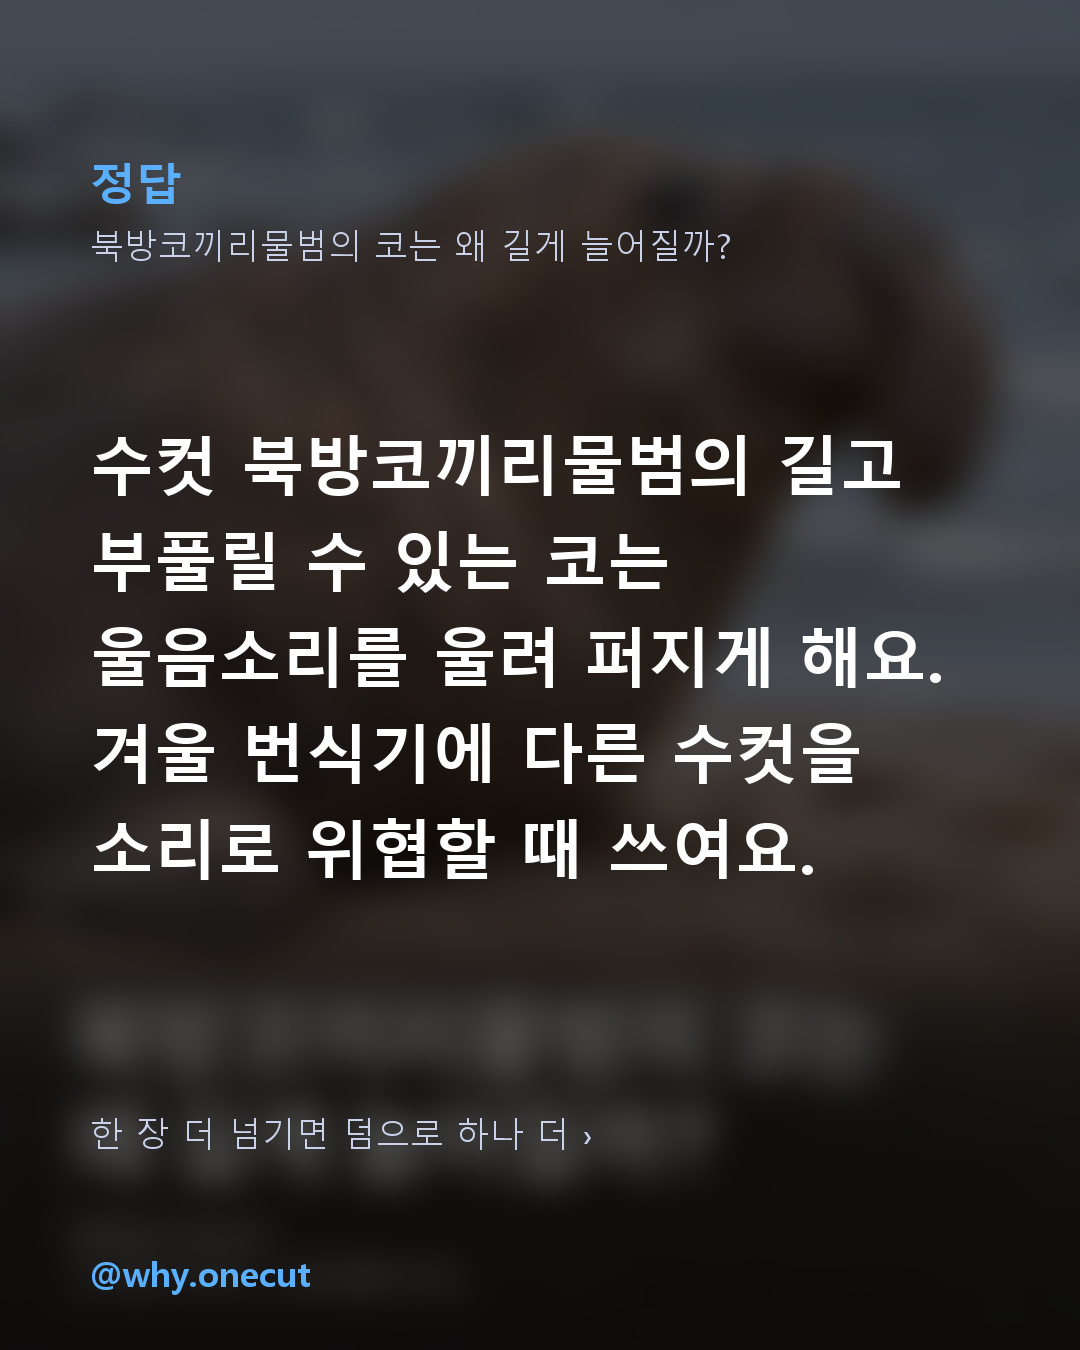 정답
북방코끼리물범의 코는 왜 길게 늘어질까?
수컷 북방코끼리물범의 길고
부풀릴 수 있는 코는
울음소리를 울려 퍼지게 해요.
겨울 번식기에 다른 수컷을
소리로 위협할 때 쓰여요.
한 장 더 넘기면 덤으로 하나 더 ›
@why.onecut